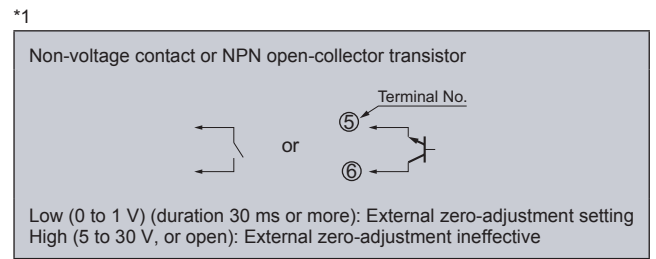 *1
Non-voltage contact or NPN open-collector transistor
Terminal No.
⑤
or
⑥
Low (0 to 1 V) (duration 30 ms or more): External zero-adjustment setting
High (5 to 30 V, or open): External zero-adjustment ineffective